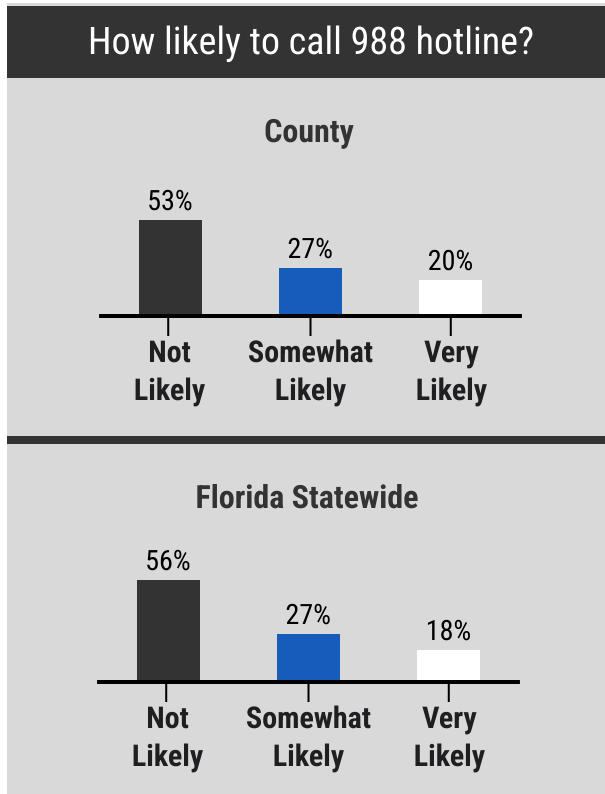 How likely to call 988 hotline?
County
53%
27%
20%
Not Likely
Somewhat Likely
Very Likely
Florida Statewide
56%
27%
18%
Not Likely
Somewhat Likely
Very Likely